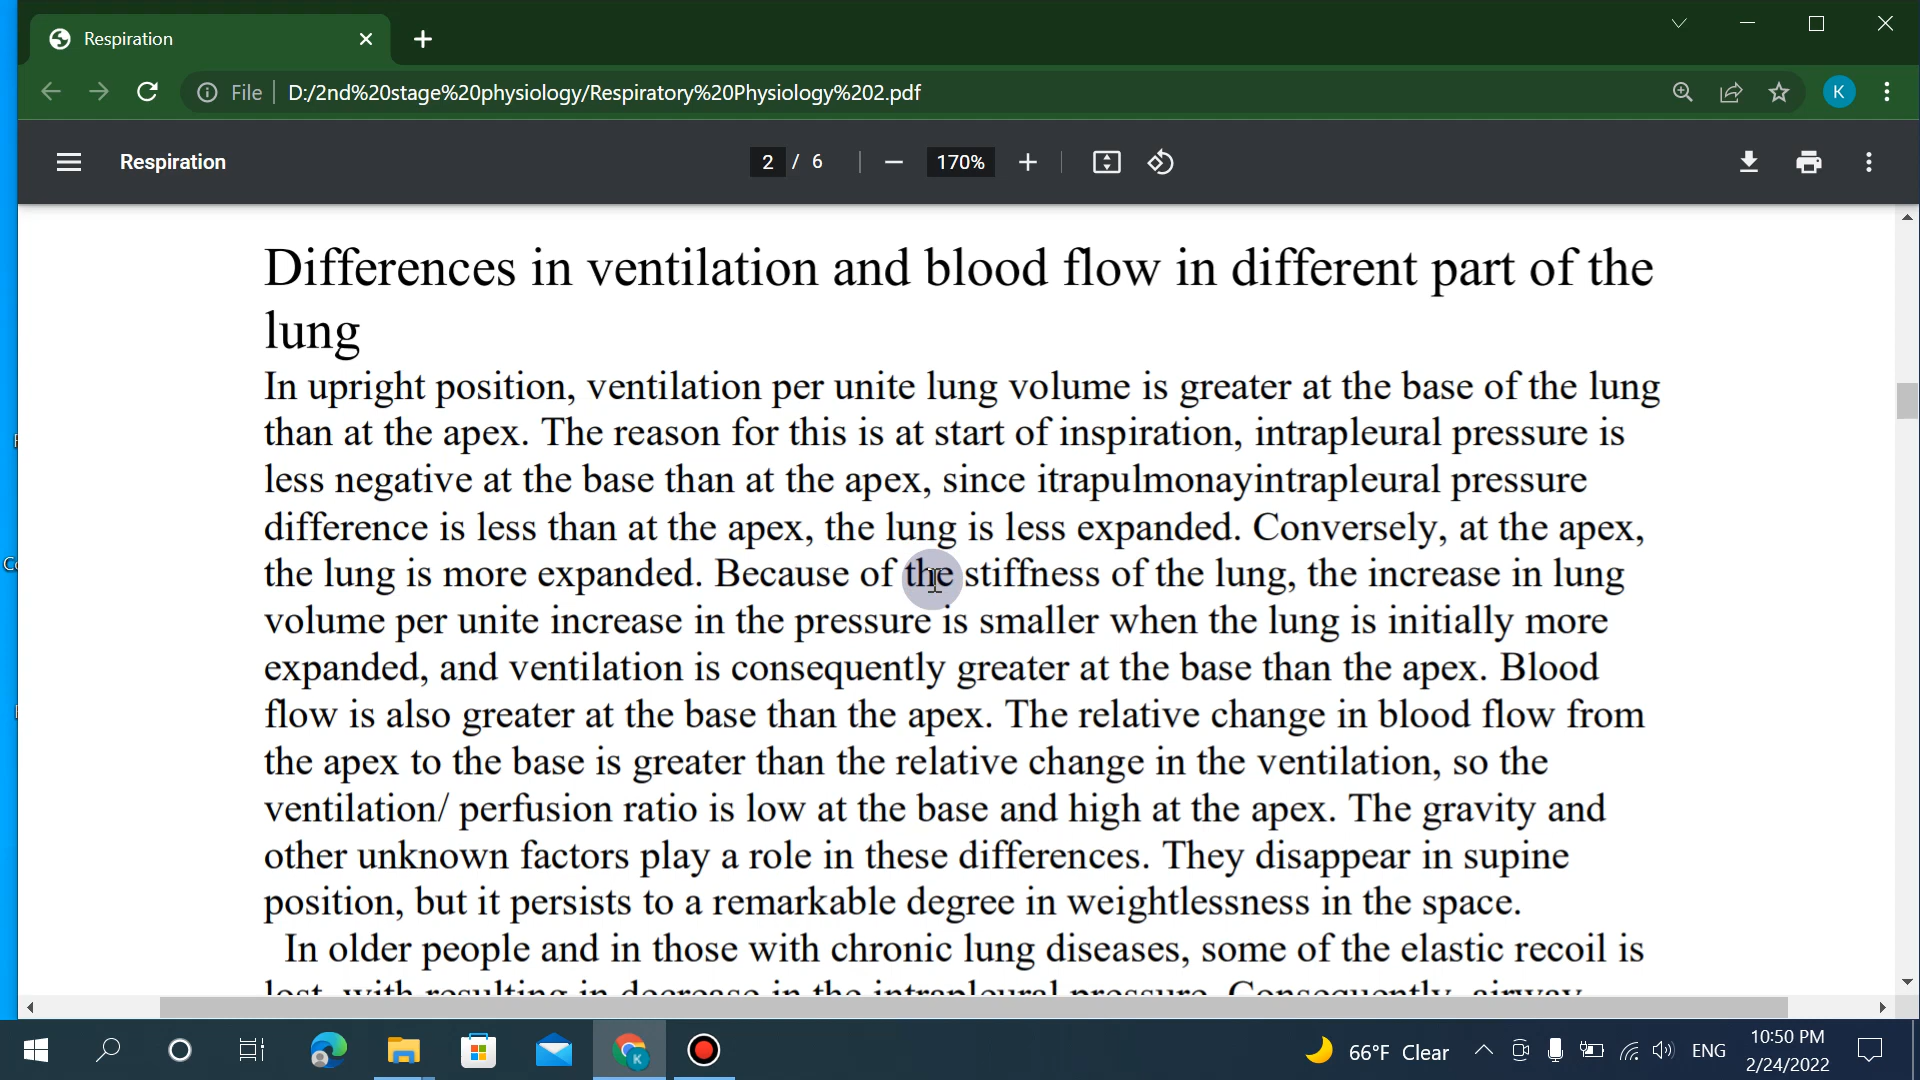 Respiration
File D:/2nd%20stage%20physiology/Respiratory%20Physiology%202.pdf
K
Respiration
2 / 6
170%
Differences in ventilation and blood flow in different part of the
lung
In upright position, ventilation per unite lung volume is greater at the base of the lung
than at the apex. The reason for this is at start of inspiration, intrapleural pressure is
less negative at the base than at the apex, since itrapulmonayintrapleural pressure
difference is less than at the apex, the lung is less expanded. Conversely, at the apex,
the lung is more expanded. Because of the stiffness of the lung, the increase in lung
volume per unite increase in the pressure is smaller when the lung is initially more
expanded, and ventilation is consequently greater at the base than the apex. Blood
flow is also greater at the base than the apex. The relative change in blood flow from
the apex to the base is greater than the relative change in the ventilation, so the
ventilation/ perfusion ratio is low at the base and high at the apex. The gravity and
other unknown factors play a role in these differences. They disappear in supine
position, but it persists to a remarkable degree in weightlessness in the space.
In older people and in those with chronic lung diseases, some of the elastic recoil is
lost, with resulting in decrease in the intrapleural pressure. Consequently, airway
66°F Clear
ENG
10:50 PM
2/24/2022